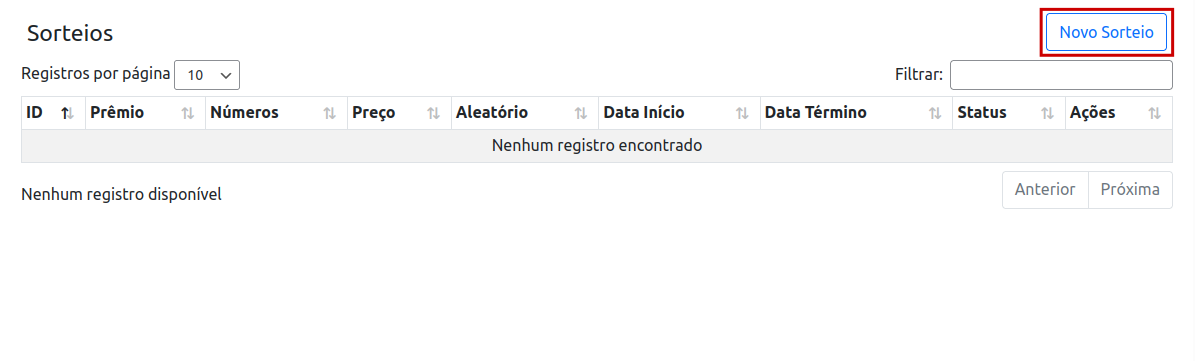 Sorteios
Novo Sorteio
Registros por página 10
Filtrar:
ID Prêmio Números Preço Aleatório Data Início Data Término Status Ações
Nenhum registro encontrado
Nenhum registro disponível
Anterior Próxima